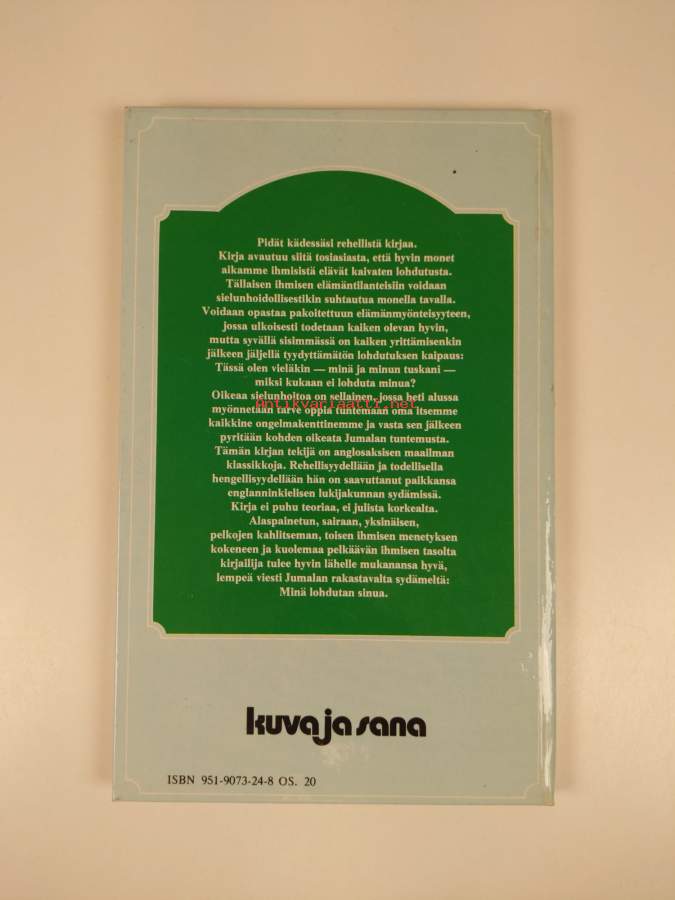 Pidät kädessäsi rehellistä kirjaa.
Kirja avautuu siitä tosiasiasta, että hyvin monet
aikamme ihmisistä elävät kaivaten lohdutusta.
Tällaisen ihmisen elämäntilanteisiin voidaan
sielunhoidollisestikin suhtautua monella tavalla.
Voidaan opastaa pakoitettuun elämänmyönteisyyteen,
jossa ulkoisesti todetaan kaiken olevan hyvin,
mutta syvällä sisimmässä on kaiken yrittämisenkin
jälkeen jäljellä tyydyttämätön lohdutuksen kaipaus:
Tässä olen vieläkin — minä ja minun tuskani —
miksi kukaan ei lohduta minua?
Oikeaa sielunhoitoa on sellainen, jossa heti alussa
Antikvariaatti.net
myönnetään tarve oppia tuntemaan oma itsemme
kaikkine ongelmakenttinemme ja vasta sen jälkeen
pyritään kohden oikeata Jumalan tuntemusta.
Tämän kirjan tekijä on anglosaksisen maailman
klassikkoja. Rehellisyydellään ja todellisella
hengellisyydellään hän on saavuttanut paikkansa
englanninkielisen lukijakunnan sydämissä.
Kirja ei puhu teoriaa, ei julista korkealta.
Alaspainetun, sairaan, yksinäisen,
pelkojen kahlitseman, toisen ihmisen menetyksen
kokeneen ja kuolemaa pelkäävän ihmisen tasolta
kirjailija tulee hyvin lähelle mukanansa hyvä,
lempeä viesti Jumalan rakastavalta sydämeltä:
Minä lohdutan sinua.
kuva ja sana
ISBN 951-9073-24-8 OS. 20